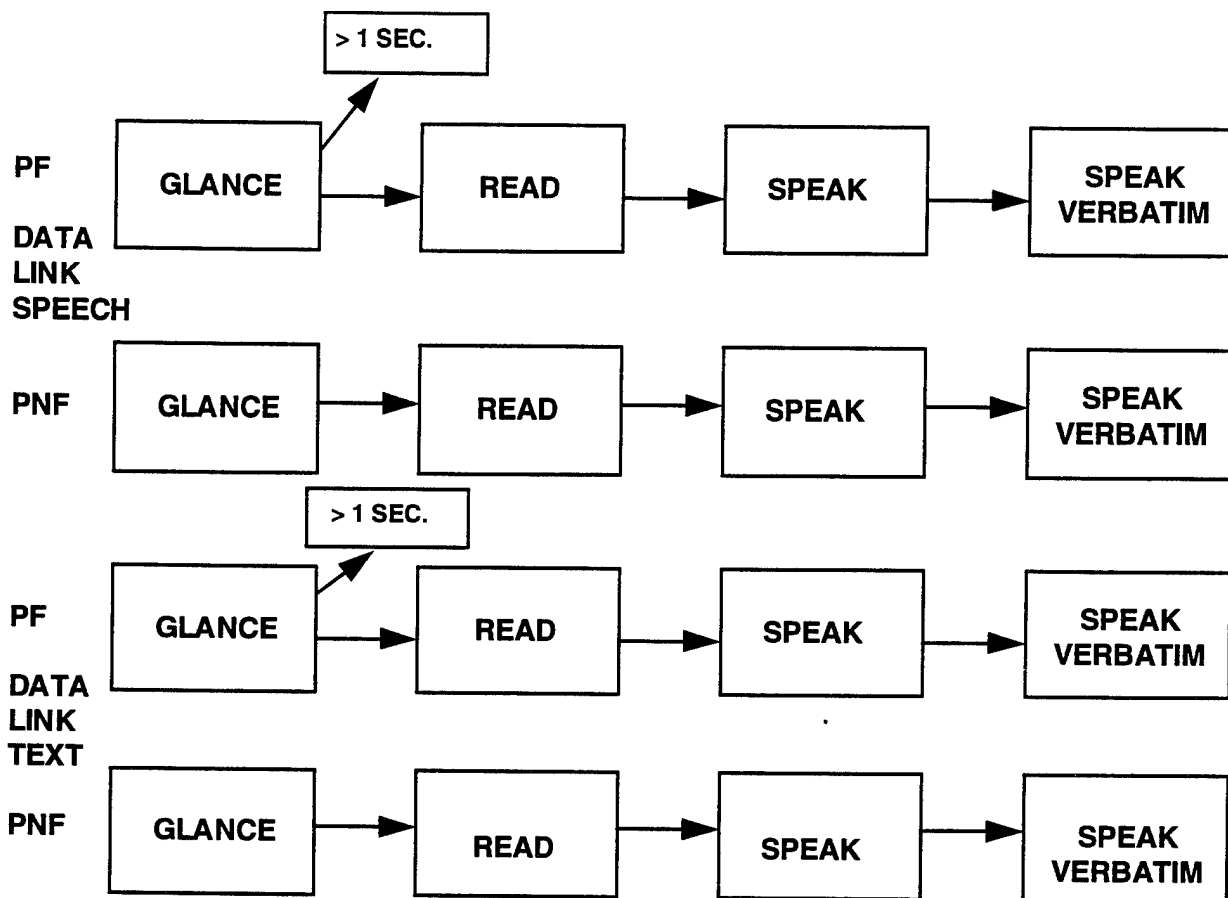 > 1 SEC.
PF
GLANCE
READ
SPEAK
SPEAK
VERBATIM
DATA
LINK
SPEECH
PNF
GLANCE
READ
SPEAK
SPEAK
VERBATIM
> 1 SEC.
PF
GLANCE
READ
SPEAK
SPEAK
VERBATIM
DATA
LINK
TEXT
PNF
GLANCE
READ
SPEAK
SPEAK
VERBATIM